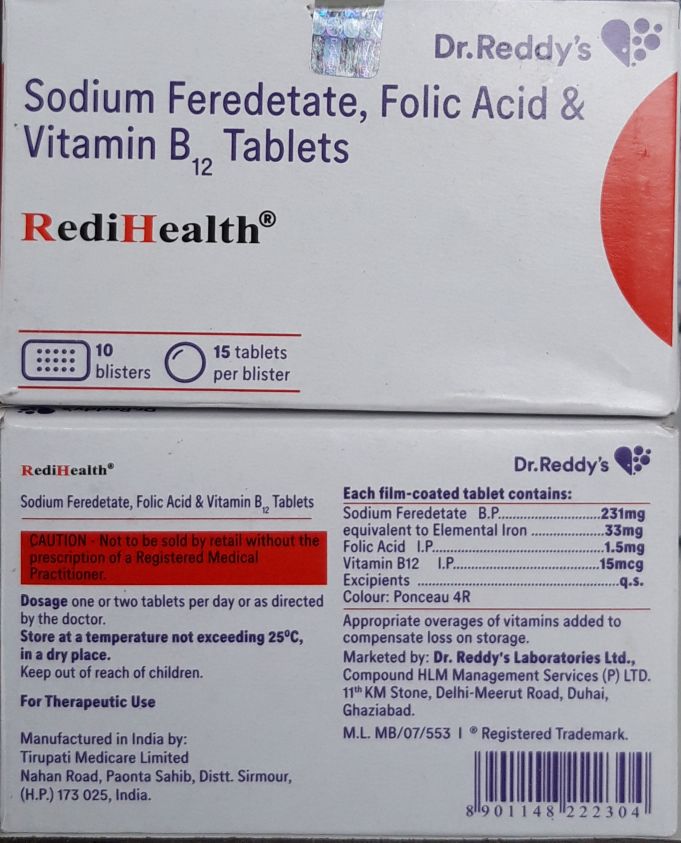 Dr.Reddy's
Sodium Feredetate, Folic Acid &
Vitamin B12 Tablets
RediHealth®
10
blisters
15 tablets
per blister
Dr.Reddy's
RediHealth®
Sodium Feredetate, Folic Acid & Vitamin B12 Tablets
CAUTION - Not to be sold by retail without the
prescription of a Registered Medical
Practitioner.
Dosage one or two tablets per day or as directed
by the doctor.
Store at a temperature not exceeding 25ºC,
in a dry place.
Keep out of reach of children.
For Therapeutic Use
Manufactured in India by:
Tirupati Medicare Limited
Nahan Road, Paonta Sahib, Distt. Sirmour,
(H.P.) 173 025, India.
Dr.Reddy's
Each film-coated tablet contains:
Sodium Feredetate B.P.............................231mg
equivalent to Elemental Iron ..................33mg
Folic Acid I.P...........................................1.5mg
Vitamin B12 I.P.....................................15mcg
Excipients ................................................q.s.
Colour: Ponceau 4R
Appropriate overages of vitamins added to
compensate loss on storage.
Marketed by: Dr. Reddy's Laboratories Ltd.,
Compound HLM Management Services (P) LTD.
11th KM Stone, Delhi-Meerut Road, Duhai,
Ghaziabad.
M.L. MB/07/553 | ® Registered Trademark.
8 901148 222304